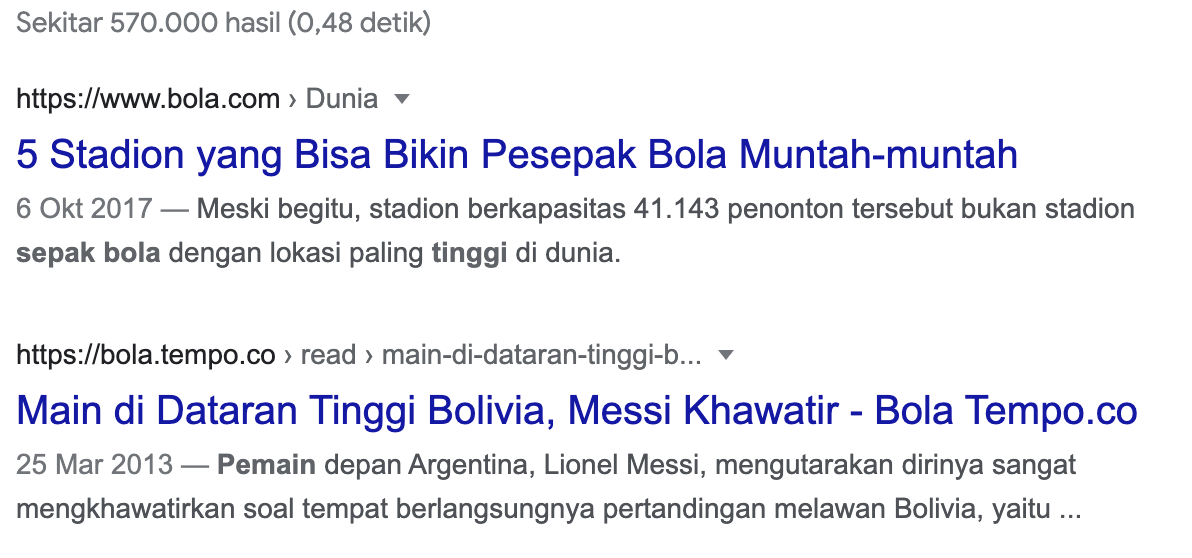 Sekitar 570.000 hasil (0,48 detik)
https://www.bola.com › Dunia
5 Stadion yang Bisa Bikin Pesepak Bola Muntah-muntah
6 Okt 2017 — Meski begitu, stadion berkapasitas 41.143 penonton tersebut bukan stadion
sepak bola dengan lokasi paling tinggi di dunia.
https://bola.tempo.co › read › main-di-dataran-tinggi-b...
Main di Dataran Tinggi Bolivia, Messi Khawatir - Bola Tempo.co
25 Mar 2013 — Pemain depan Argentina, Lionel Messi, mengutarakan dirinya sangat
mengkhawatirkan soal tempat berlangsungnya pertandingan melawan Bolivia, yaitu ...